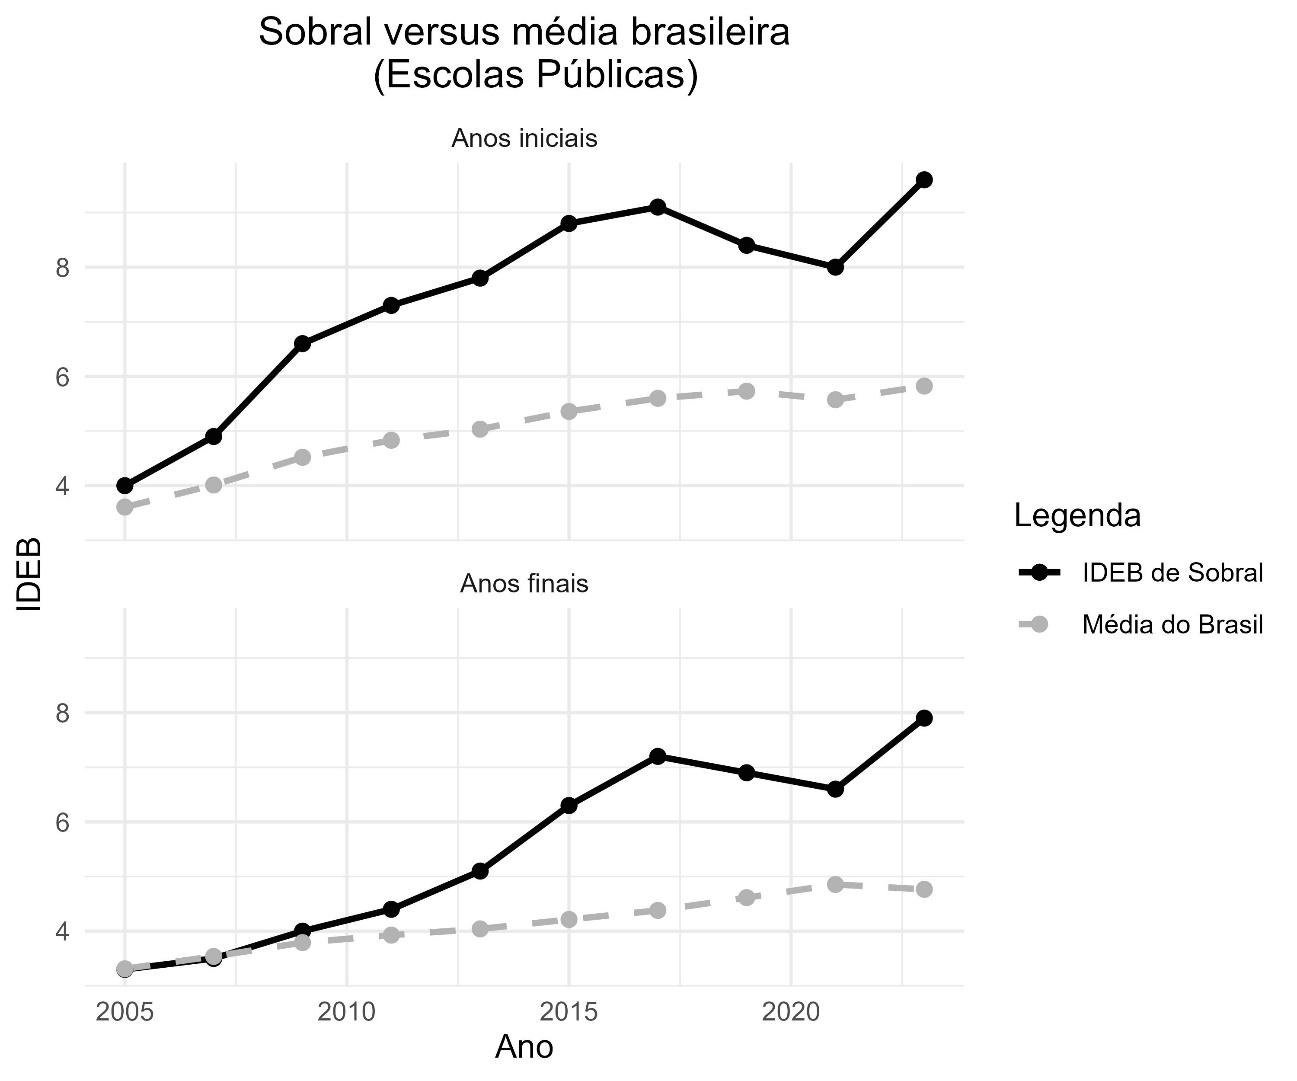 Sobral versus média brasileira
(Escolas Públicas)
Anos iniciais
8
6
4
IDEB
Anos finais
8
6
4
2005 2010 2015 2020
Ano
Legenda
IDEB de Sobral
Média do Brasil